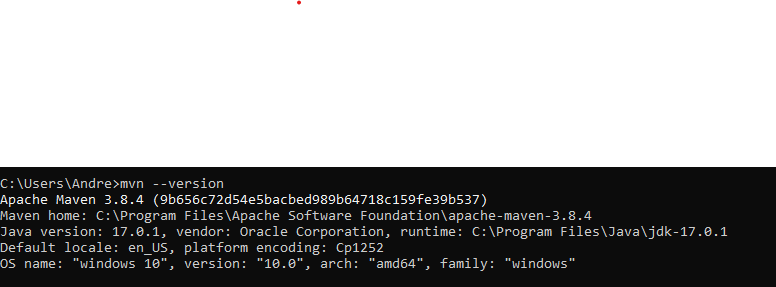 C:\Users\Andre>mvn --version
Apache Maven 3.8.4 (9b656c72d54e5bacbed989b64718c159fe39b537)
Maven home: C:\Program Files\Apache Software Foundation\apache-maven-3.8.4
Java version: 17.0.1, vendor: Oracle Corporation, runtime: C:\Program Files\Java\jdk-17.0.1
Default locale: en_US, platform encoding: Cp1252
OS name: "windows 10", version: "10.0", arch: "amd64", family: "windows"